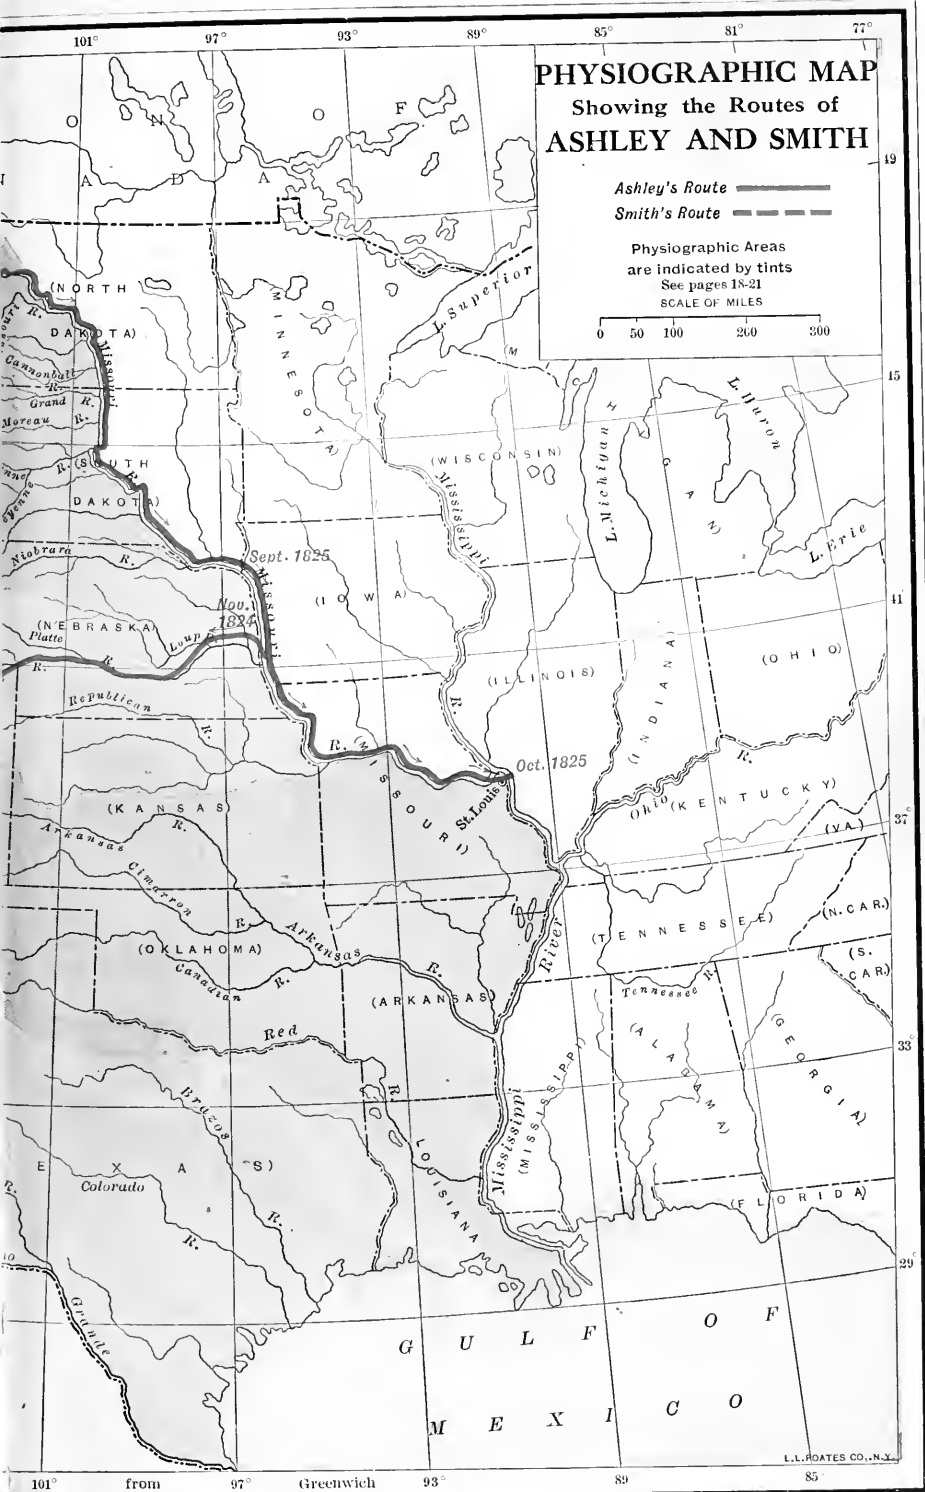 101°
97°
93°
89°
85°
81°
77°
PHYSIOGRAPHIC MAP
Showing the Routes of
ASHLEY AND SMITH
Ashley's Route
Smith's Route
Physiographic Areas
are indicated by tints
See pages 18-21
SCALE OF MILES
0 50 100 200 300
O N O F
A D A
49
(NORTH
DAKOTA)
Missouri
R.
Cannonball
R.
Grand R.
Moreau R.
R. (SOUTH
R.
DAKOTA)
Niobrara R.
(MINNESOTA)
L. Superior
(M
C
H
G
A
N)
L. Michigan
L. Huron
L. Erie
45
(WISCONSIN)
Mississippi
R.
Sept. 1825
Missouri
Nov.
1824
(IOWA)
41°
(NEBRASKA)
Platte
Loup R.
R. R.
Republican
R.
(ILLINOIS)
(INDIANA)
(OHIO)
R.
Oct. 1825
R.
(MISSOURI)
St. Louis
Ohio
(KENTUCKY)
37°
(VA.)
(KANSAS)
Arkansas
R.
Cimarron
R.
Arkansas
R.
(OKLAHOMA)
Canadian R.
(ARKANSAS)
River
(TENNESSEE)
(N. CAR.)
(S.
CAR.)
Tennessee R.
Red
R.
(MISSISSIPPI)
(ALABAMA)
(GEORGIA)
33°
Brazos
R.
EXAS)
Colorado
R.
R.
LOUISIANA
Mississippi
(FLORIDA)
29°
Grande
GULF OF
MEXICO
L.L.POATES CO., N.Y.
101° from 97° Greenwich 93° 89 85